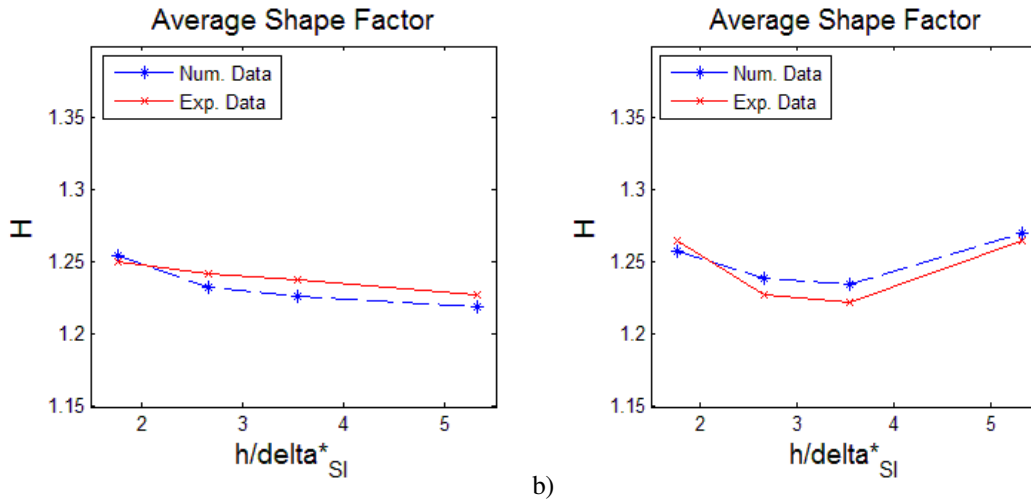 Average Shape Factor
Num. Data
Exp. Data
1.35
1.3
1.25
1.2
1.15
H
2 3 4 5
h/delta*SI
b)
Average Shape Factor
Num. Data
Exp. Data
1.35
1.3
1.25
1.2
1.15
H
2 3 4 5
h/delta*SI